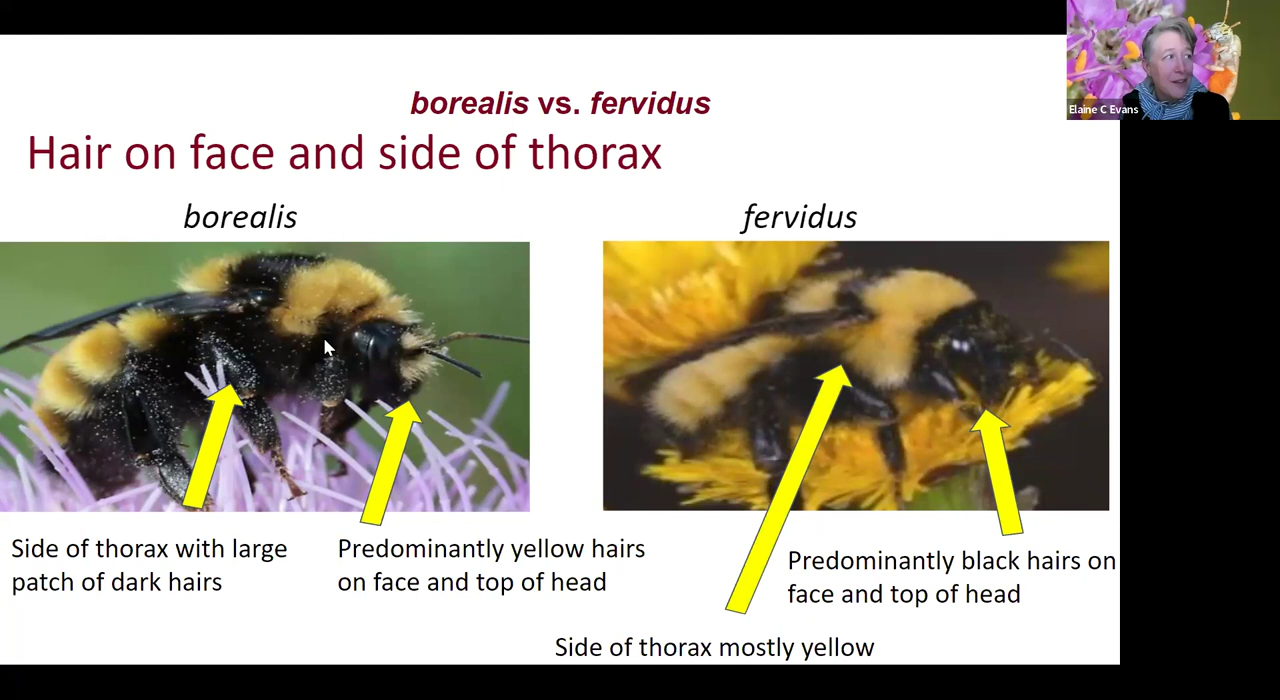 Elaine C Evans
borealis vs. fervidus
Hair on face and side of thorax
borealis
fervidus
Side of thorax with large
patch of dark hairs
Predominantly yellow hairs
on face and top of head
Predominantly black hairs on
face and top of head
Side of thorax mostly yellow